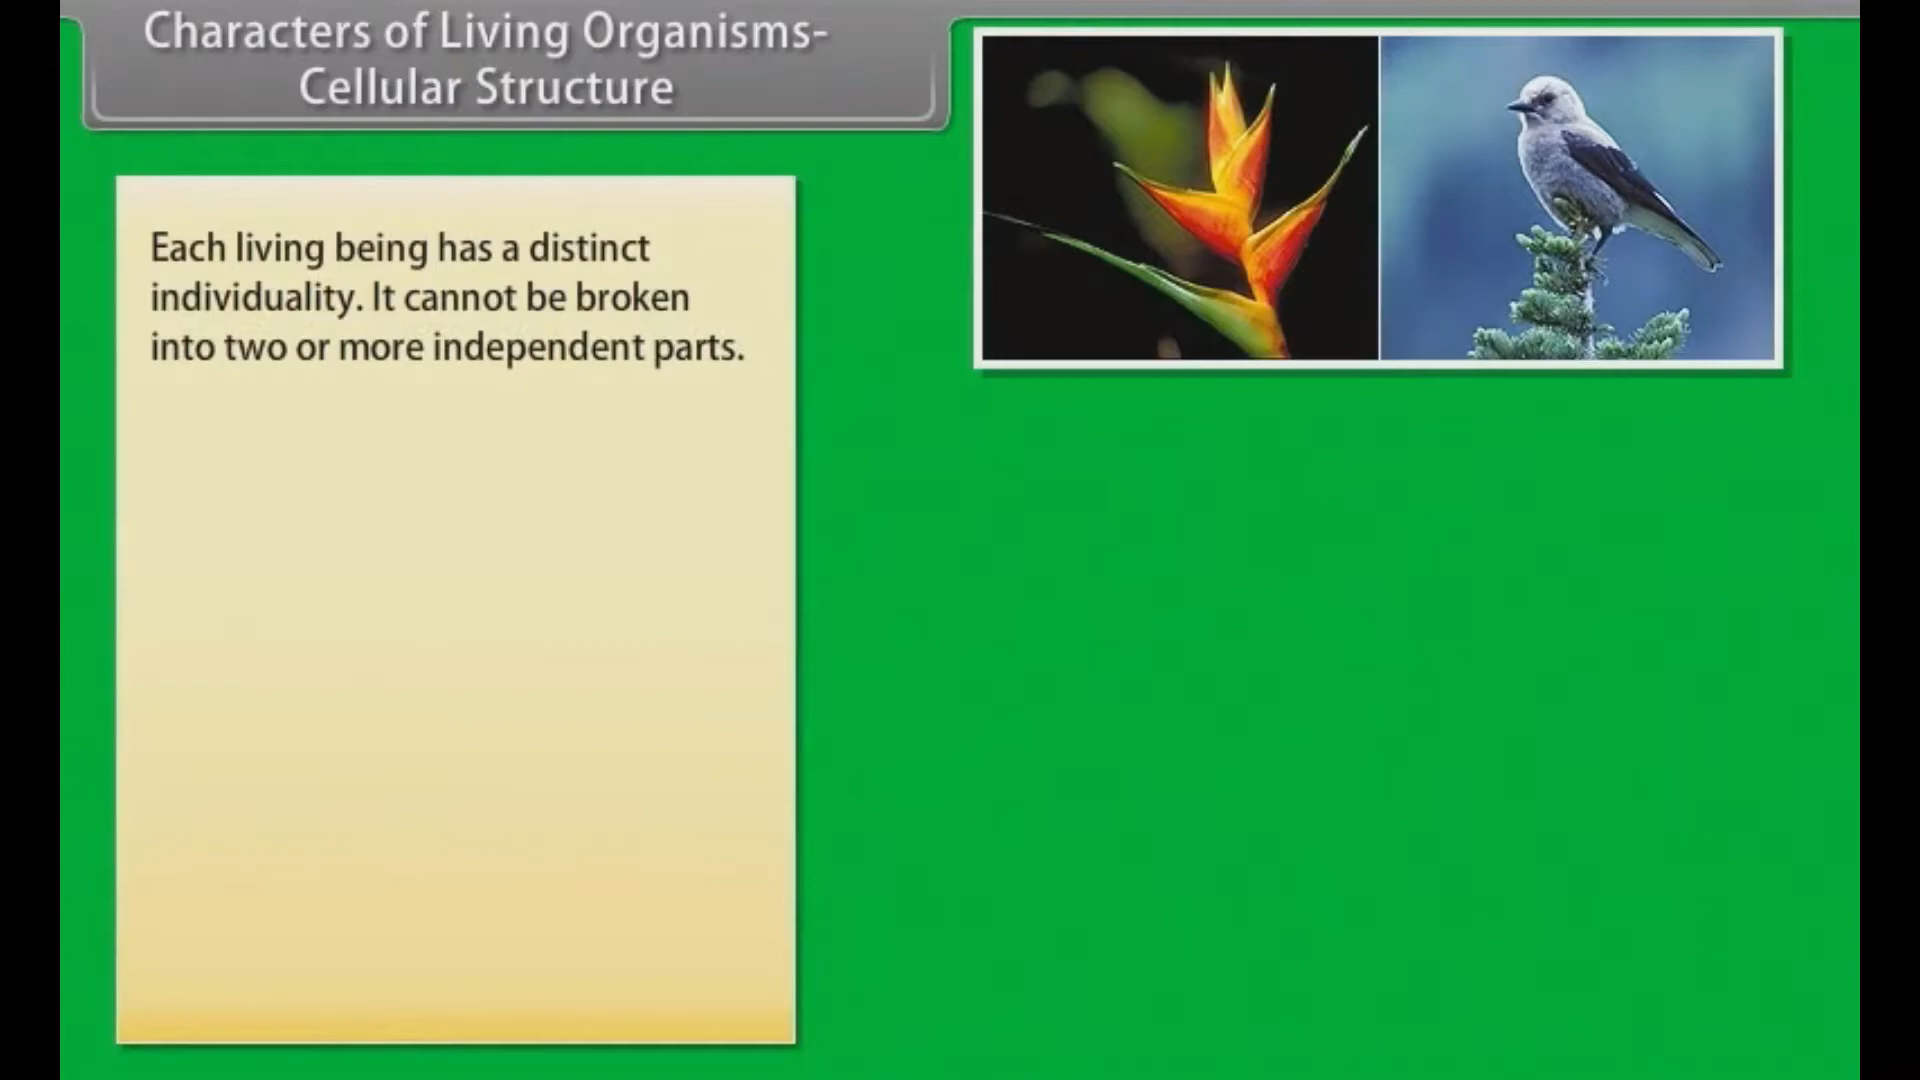 Characters of Living Organisms-
Cellular Structure
Each living being has a distinct
individuality. It cannot be broken
into two or more independent parts.